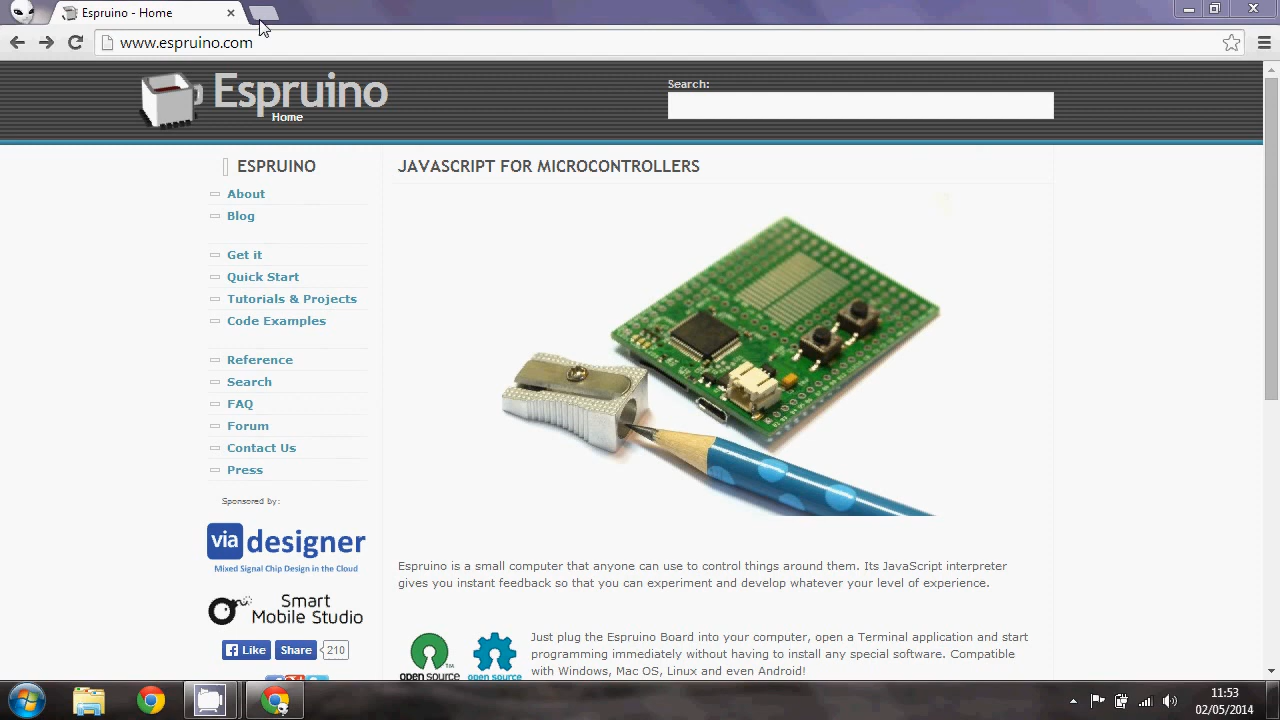 Espruino - Home
www.espruino.com
Espruino
Home
Search:
ESPRUINO
About
Blog
Get it
Quick Start
Tutorials & Projects
Code Examples
Reference
Search
FAQ
Forum
Contact Us
Press
Sponsored by:
via designer
Mixed Signal Chip Design in the Cloud
Smart
Mobile Studio
Like Share 210
JAVASCRIPT FOR MICROCONTROLLERS
Espruino is a small computer that anyone can use to control things around them. Its JavaScript interpreter
gives you instant feedback so that you can experiment and develop whatever your level of experience.
open source
open source
Just plug the Espruino Board into your computer, open a Terminal application and start
programming immediately without having to install any special software. Compatible
with Windows, Mac OS, Linux and even Android!
11:53
02/05/2014